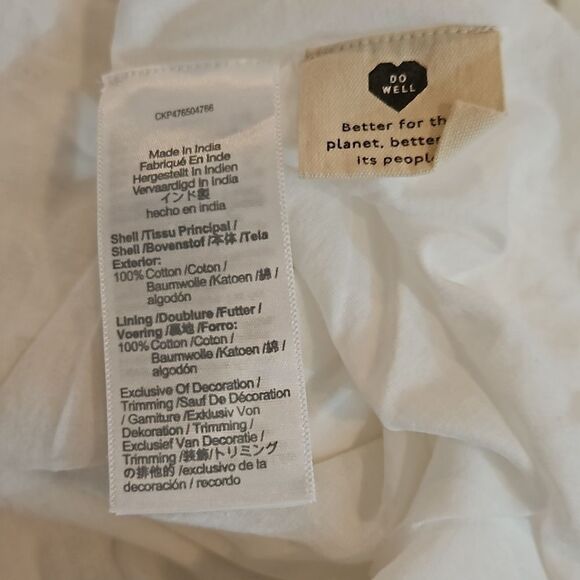 CKP476504766
Made In India
Fabriqué En Inde
Hergestellt In Indien
Vervaardigd In India
インド製
hecho en india
Shell /Tissu Principal /
Shell /Bovenstof /本体 /Tela
Exterior:
100% Cotton /Coton /
Baumwolle /Katoen /綿 /
algodón
Lining /Doublure /Futter /
Voering /裏地 /Forro:
100% Cotton /Coton /
Baumwolle /Katoen /綿 /
algodón
Exclusive Of Decoration /
Trimming /Sauf De Décoration
/ Garniture /Exklusiv Von
Dekoration / Trimming /
Exclusief Van Decoratie /
Trimming /装飾/トリミング
の排他的 /exclusivo de la
decoración / recordo
DO
WELL
Better for th
planet, better
its peopl